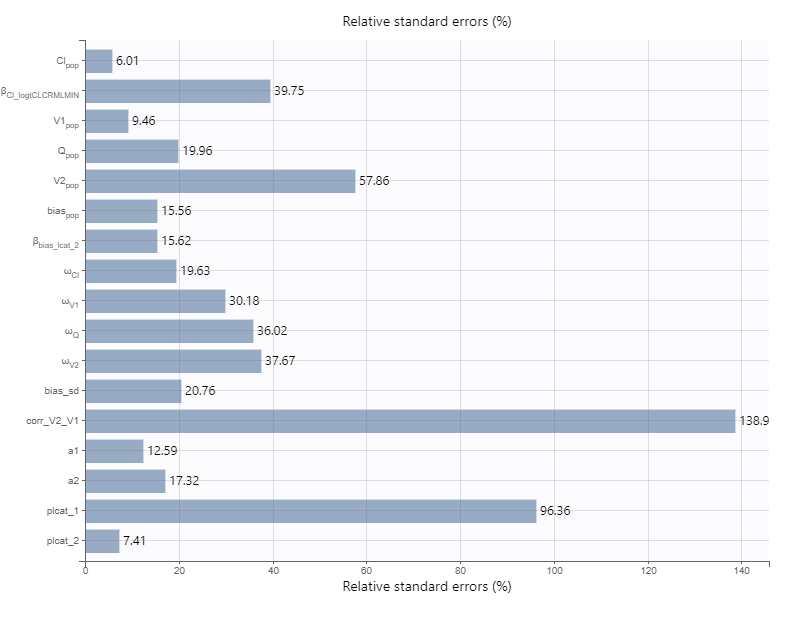 Relative standard errors (%)
Cl_pop 6.01
β_Cl_logtCLCRMLMIN 39.75
V1_pop 9.46
Q_pop 19.96
V2_pop 57.86
bias_pop 15.56
β_bias_lcat_2 15.62
ω_Cl 19.63
ω_V1 30.18
ω_Q 36.02
ω_V2 37.67
bias_sd 20.76
corr_V2_V1 138.9
a1 12.59
a2 17.32
plcat_1 96.36
plcat_2 7.41
0 20 40 60 80 100 120 140
Relative standard errors (%)